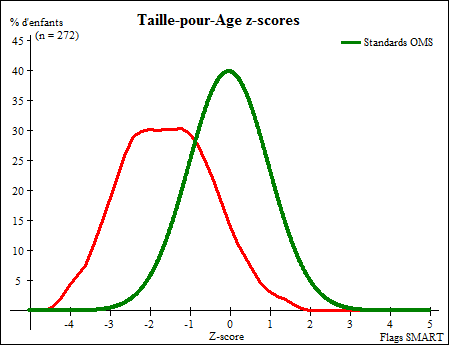 Taille-pour-Age z-scores
% d'enfants
(n = 272)
Standards OMS
45
40
35
30
25
20
15
10
5
-4 -3 -2 -1 0 1 2 3 4 5
Z-score
Flags SMART